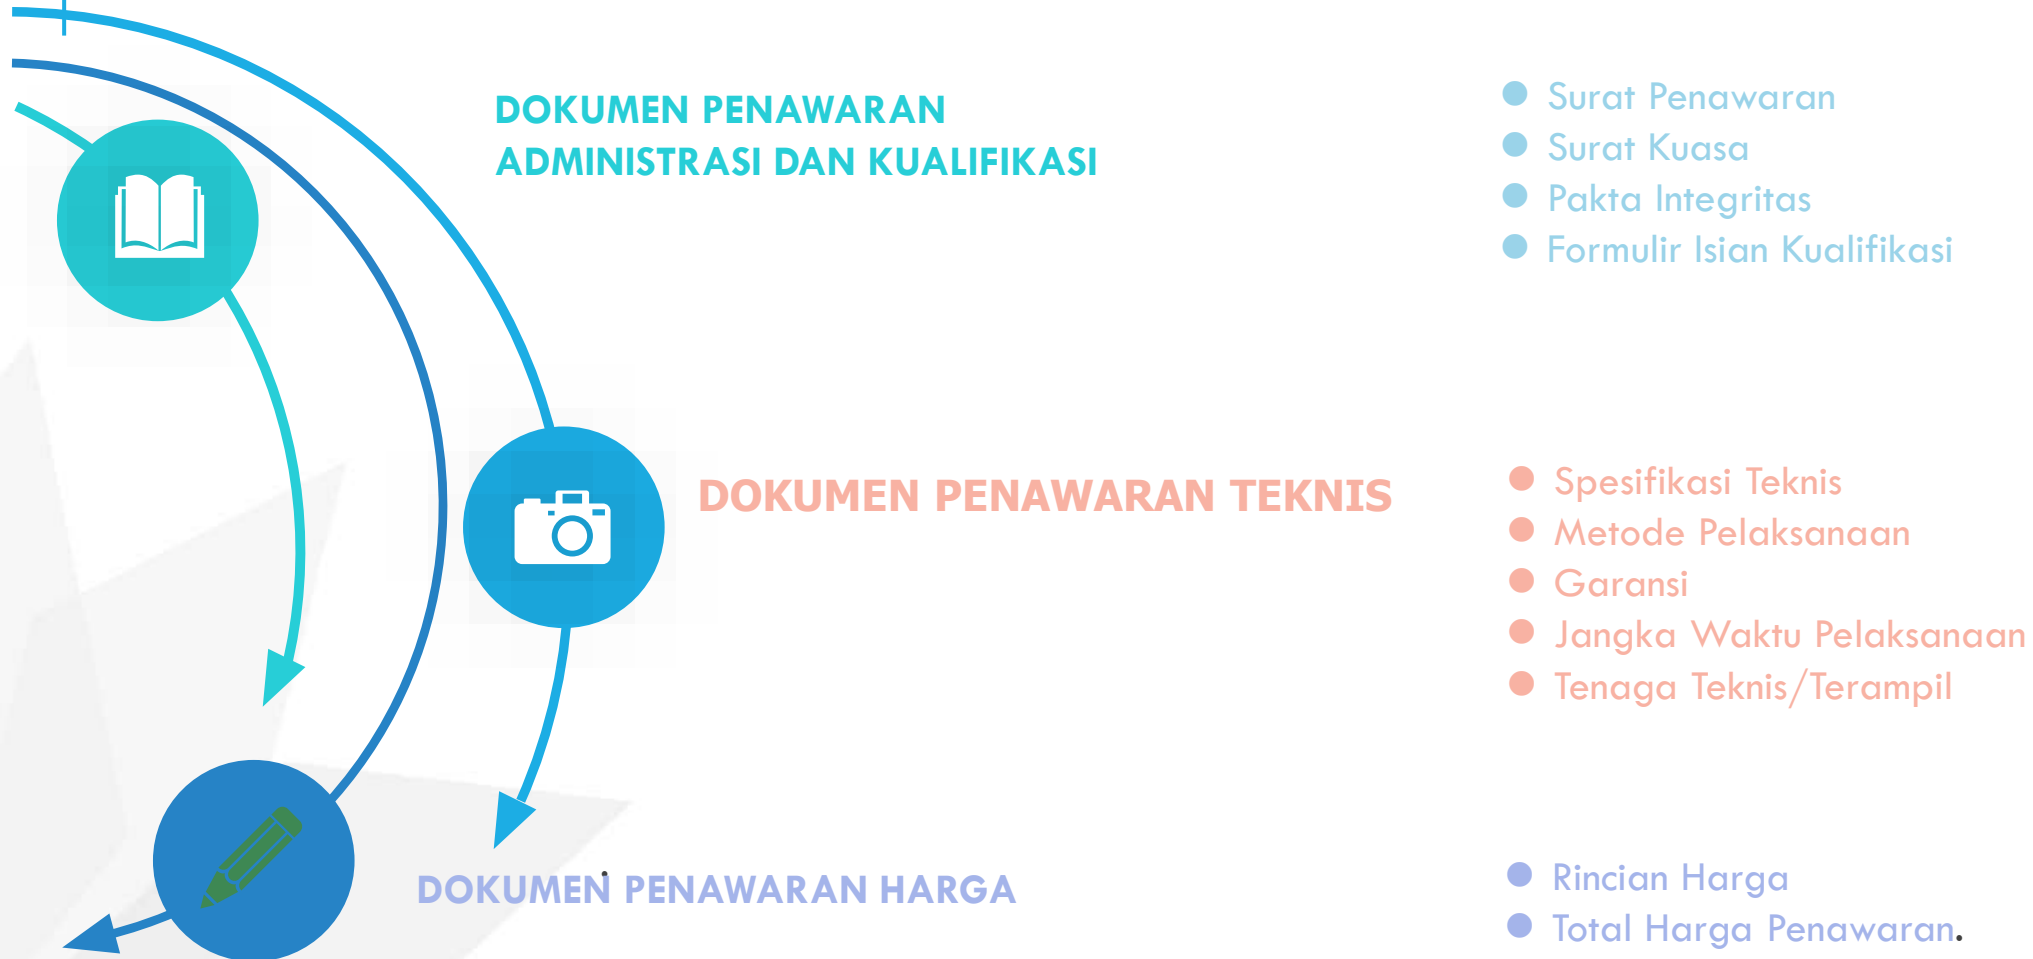 DOKUMEN PENAWARAN
ADMINISTRASI DAN KUALIFIKASI
Surat Penawaran
Surat Kuasa
Pakta Integritas
Formulir Isian Kualifikasi
DOKUMEN PENAWARAN TEKNIS
Spesifikasi Teknis
Metode Pelaksanaan
Garansi
Jangka Waktu Pelaksanaan
Tenaga Teknis/Terampil
.
DOKUMEN PENAWARAN HARGA
Rincian Harga
Total Harga Penawaran.